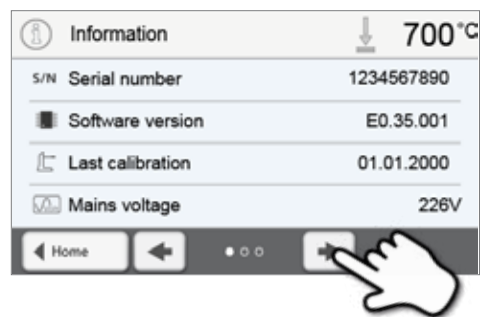 Information 700°C
S/N Serial number 1234567890
Software version E0.35.001
Last calibration 01.01.2000
Mains voltage 226V
Home